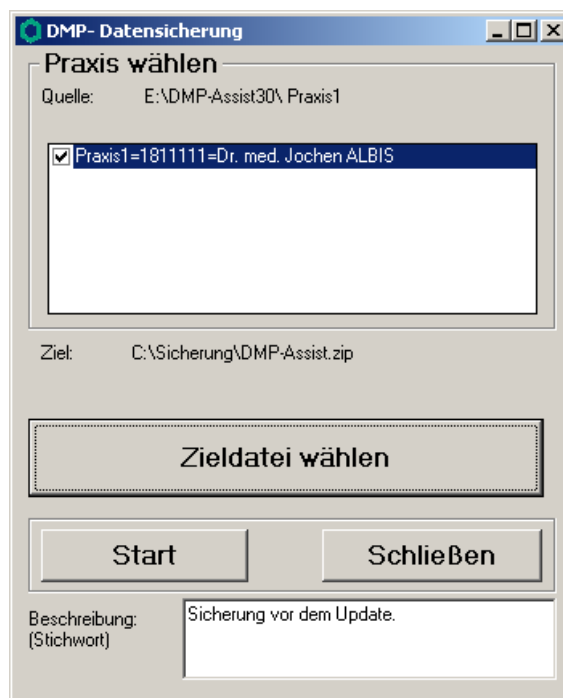 DMP- Datensicherung
Praxis wählen
Quelle: E:\DMP-Assist30\ Praxis1
Praxis1=1811111=Dr. med. Jochen ALBIS
Ziel: C:\Sicherung\DMP-Assist.zip
Zieldatei wählen
Start Schließen
Beschreibung: Sicherung vor dem Update.
(Stichwort)